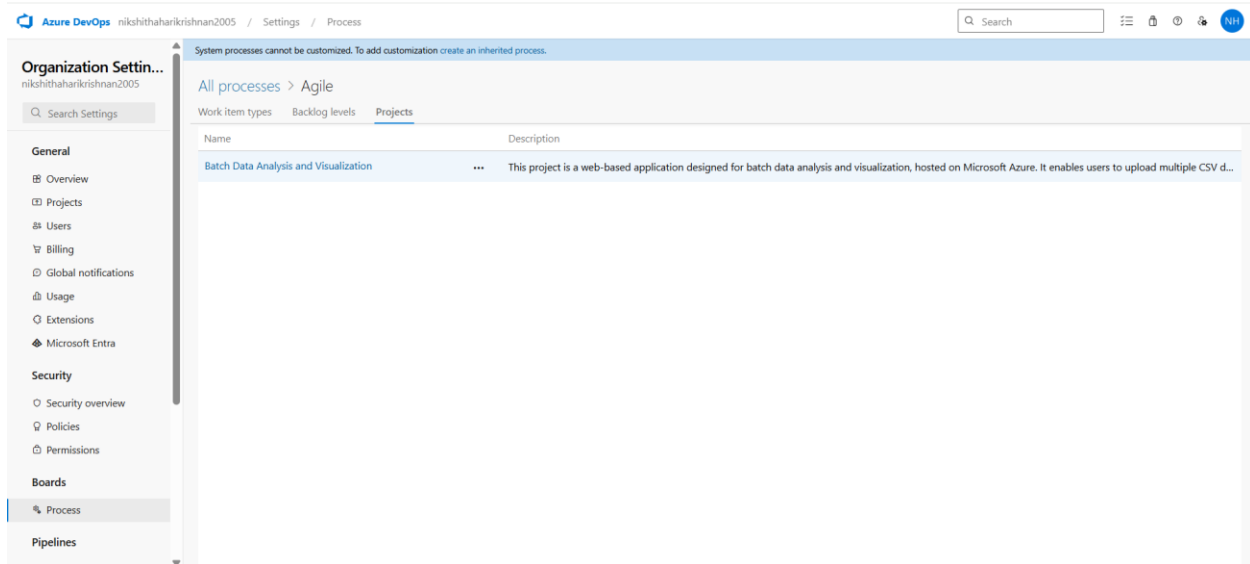 Azure DevOps nikshithaharikrishnan2005 / Settings / Process
Search
NH
System processes cannot be customized. To add customization create an inherited process.
Organization Settin...
nikshithaharikrishnan2005
Search Settings
General
Overview
Projects
Users
Billing
Global notifications
Usage
Extensions
Microsoft Entra
Security
Security overview
Policies
Permissions
Boards
Process
Pipelines
All processes > Agile
Work item types Backlog levels Projects
Name Description
Batch Data Analysis and Visualization ... This project is a web-based application designed for batch data analysis and visualization, hosted on Microsoft Azure. It enables users to upload multiple CSV d...